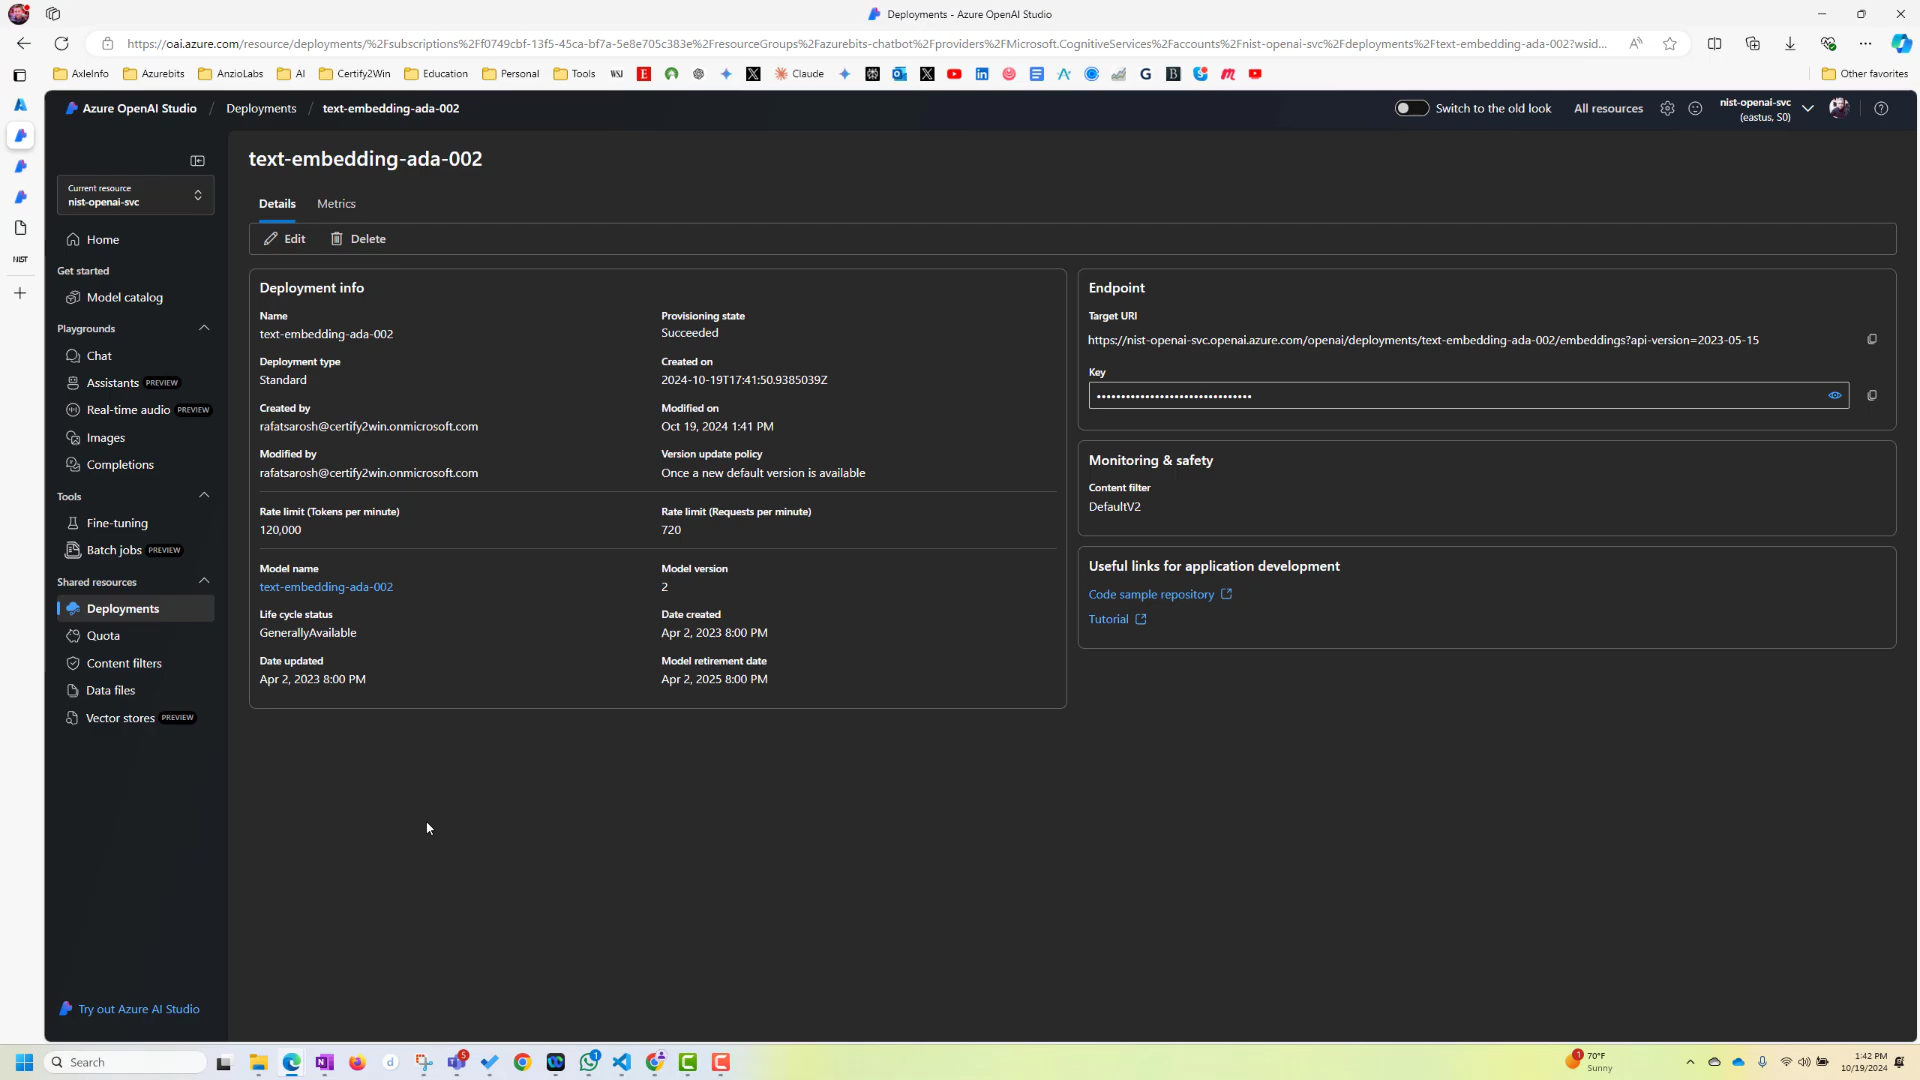 Deployments - Azure OpenAI Studio
https://oai.azure.com/resource/deployments/%2Fsubscriptions%2Ff0749cbf-13f5-45ca-bf7a-5e8e705c383e%2FresourceGroups%2Fazurebits-chatbot%2Fproviders%2FMicrosoft.CognitiveServices%2Faccounts%2Fnist-openai-svc%2Fdeployments%2Ftext-embedding-ada-002?wsid...
AxleInfo Azurebits AnzioLabs AI Certify2Win Education Personal Tools WSJ Claude Other favorites
Azure OpenAI Studio / Deployments / text-embedding-ada-002
Switch to the old look All resources nist-openai-svc
(eastus, S0)
text-embedding-ada-002
Current resource
nist-openai-svc
Details Metrics
Edit Delete
NIST
Home
Get started
Model catalog
Playgrounds
Chat
Assistants PREVIEW
Real-time audio PREVIEW
Images
Completions
Tools
Fine-tuning
Batch jobs PREVIEW
Shared resources
Deployments
Quota
Content filters
Data files
Vector stores PREVIEW
Try out Azure AI Studio
Deployment info
Name
text-embedding-ada-002
Provisioning state
Succeeded
Deployment type
Standard
Created on
2024-10-19T17:41:50.9385039Z
Created by
rafatsarosh@certify2win.onmicrosoft.com
Modified on
Oct 19, 2024 1:41 PM
Modified by
rafatsarosh@certify2win.onmicrosoft.com
Version update policy
Once a new default version is available
Rate limit (Tokens per minute)
120,000
Rate limit (Requests per minute)
720
Model name
text-embedding-ada-002
Model version
2
Life cycle status
GenerallyAvailable
Date created
Apr 2, 2023 8:00 PM
Date updated
Apr 2, 2023 8:00 PM
Model retirement date
Apr 2, 2025 8:00 PM
Endpoint
Target URI
https://nist-openai-svc.openai.azure.com/openai/deployments/text-embedding-ada-002/embeddings?api-version=2023-05-15
Key
••••••••••••••••••••••••••••••••
Monitoring & safety
Content filter
DefaultV2
Useful links for application development
Code sample repository
Tutorial
Search
5
1
1
70°F
Sunny
1:42 PM
10/19/2024